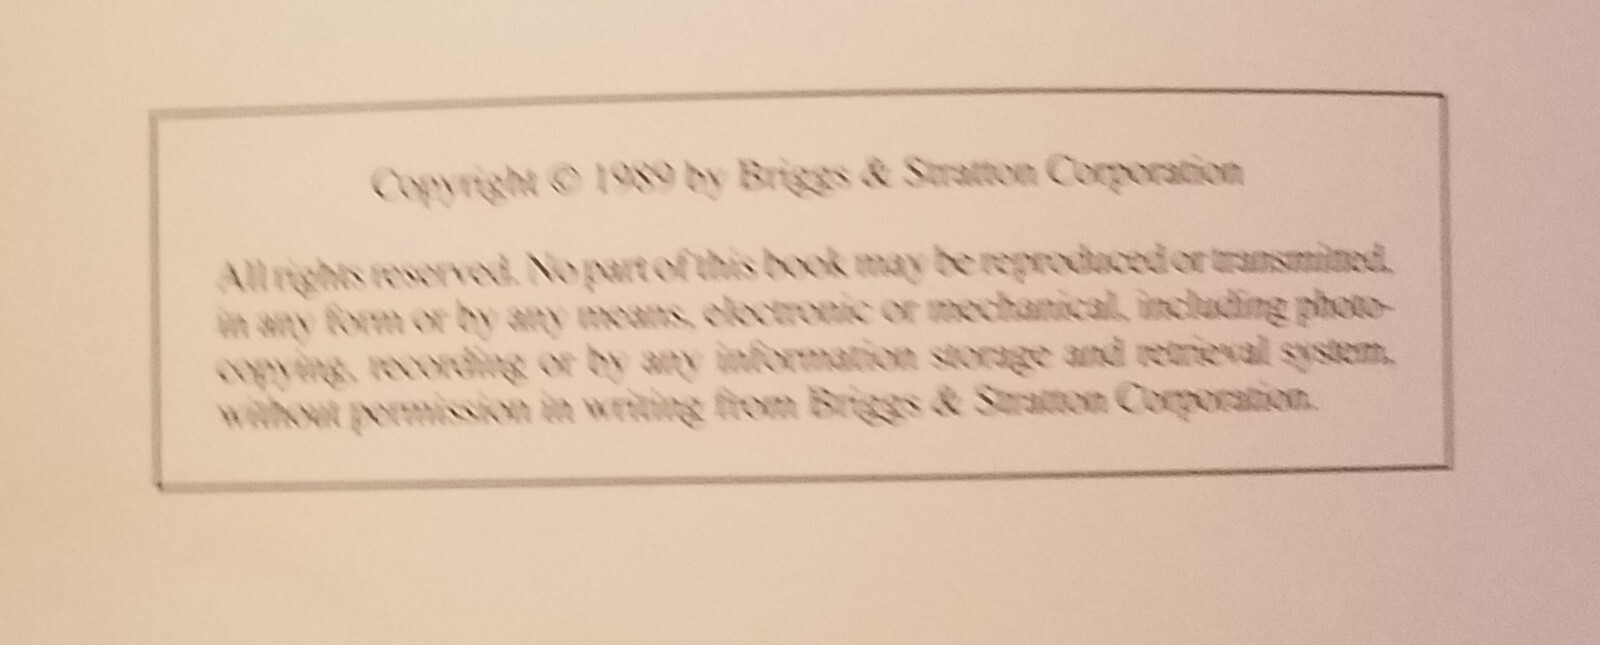 Copyright © 1989 by Briggs & Stratton Corporation
All rights reserved. No part of this book may be reproduced or transmitted,
in any form or by any means, electronic or mechanical, including photo-
copying, recording or by any information storage and retrieval system,
without permission in writing from Briggs & Stratton Corporation.